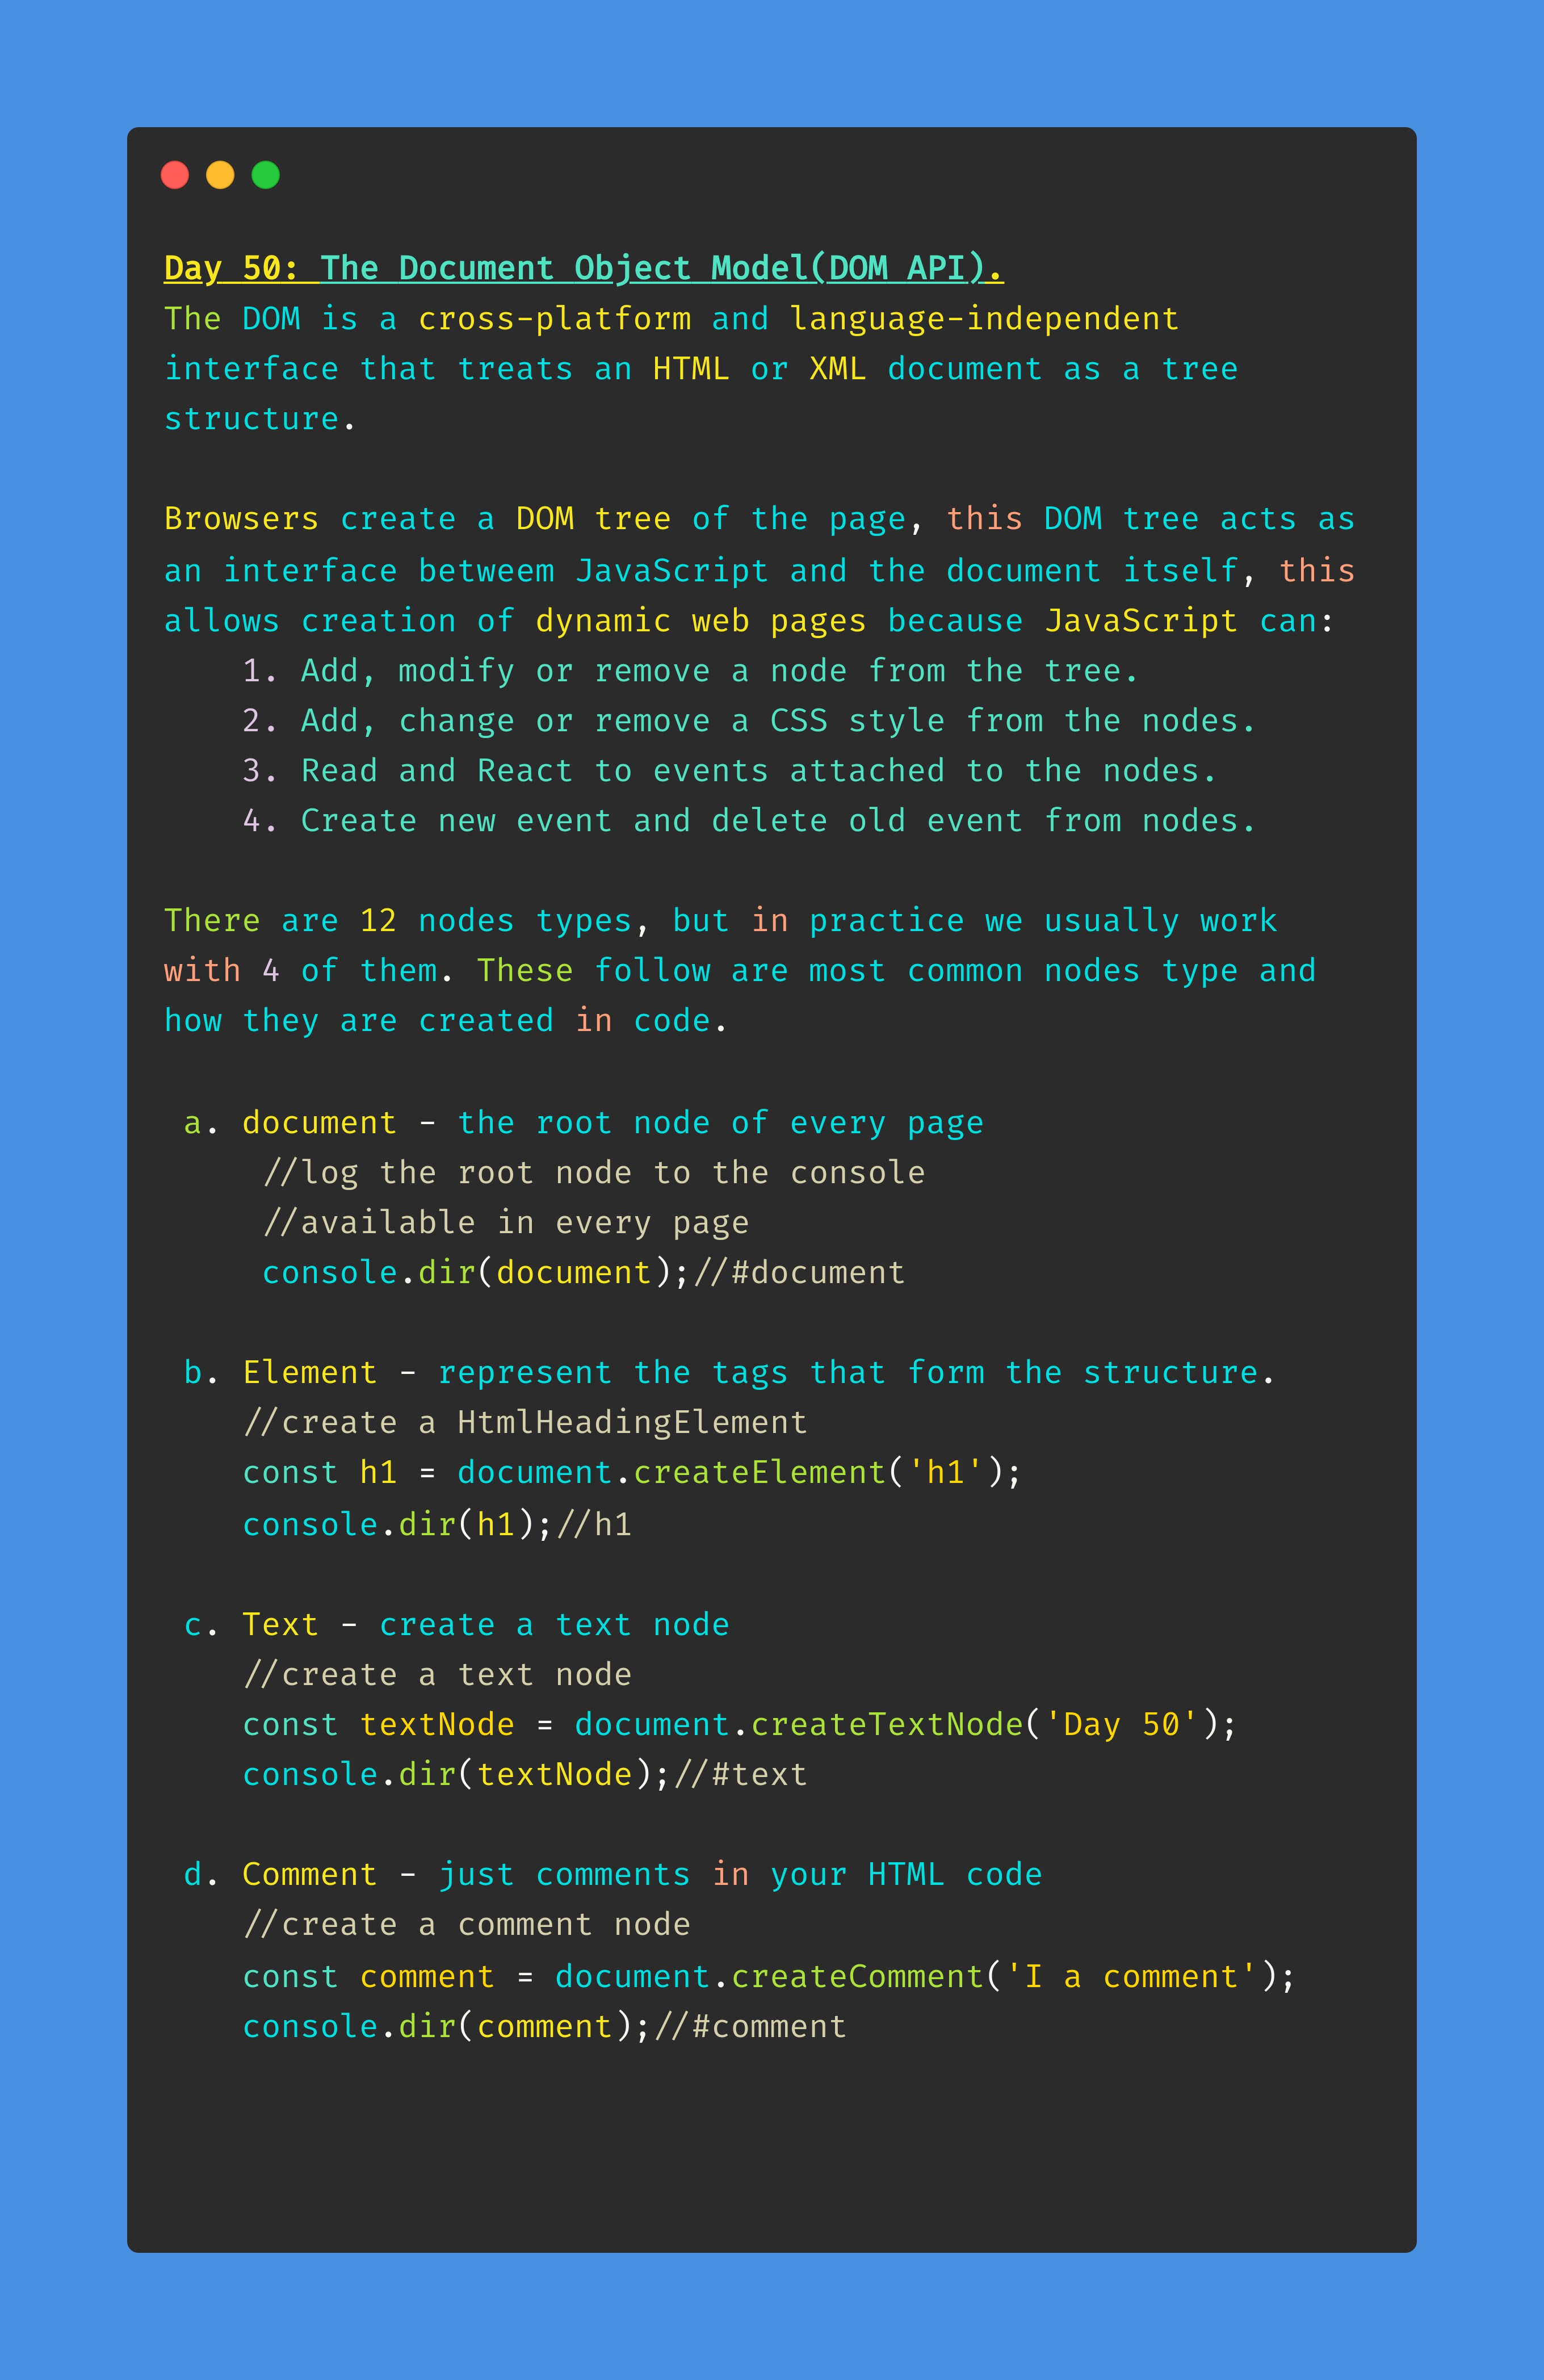 Day 50: The Document Object Model(DOM API).
The DOM is a cross-platform and language-independent
interface that treats an HTML or XML document as a tree
structure.
Browsers create a DOM tree of the page, this DOM tree acts as
an interface betweem JavaScript and the document itself, this
allows creation of dynamic web pages because JavaScript can:
1. Add, modify or remove a node from the tree.
2. Add, change or remove a CSS style from the nodes.
3. Read and React to events attached to the nodes.
4. Create new event and delete old event from nodes.
There are 12 nodes types, but in practice we usually work
with 4 of them. These follow are most common nodes type and
how they are created in code.
a. document - the root node of every page
//log the root node to the console
//available in every page
console.dir(document);//#document
b. Element - represent the tags that form the structure.
//create a HtmlHeadingElement
const h1 = document.createElement('h1');
console.dir(h1);//h1
c. Text - create a text node
//create a text node
const textNode = document.createTextNode('Day 50');
console.dir(textNode);//#text
d. Comment - just comments in your HTML code
//create a comment node
const comment = document.createComment('I a comment');
console.dir(comment);//#comment